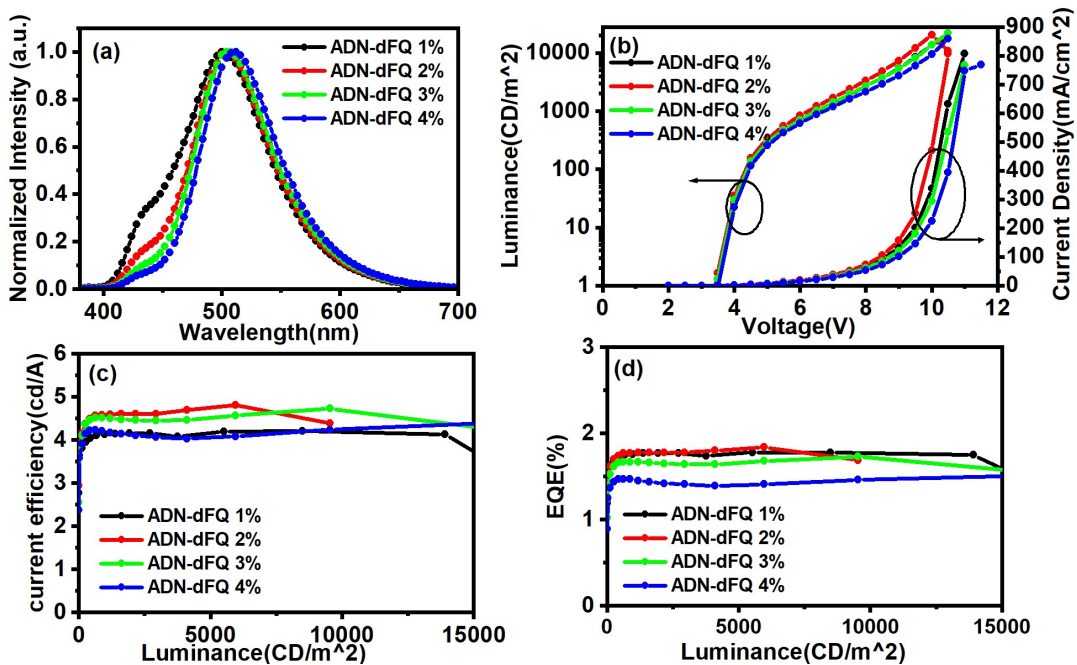 (a)
ADN-dFQ 1%
ADN-dFQ 2%
ADN-dFQ 3%
ADN-dFQ 4%
Normalized Intensity (a.u.)
1.0
0.8
0.6
0.4
0.2
0.0
400
500
600
700
Wavelength(nm)
(b)
ADN-dFQ 1%
ADN-dFQ 2%
ADN-dFQ 3%
ADN-dFQ 4%
Luminance(CD/m^2)
10000
1000
100
10
1
0
2
4
6
8
10
12
Voltage(V)
900
800
700
600
500
400
300
200
100
0
Current Density(mA/cm^2)
(c)
current efficiency(cd/A)
6
5
4
3
2
1
0
ADN-dFQ 1%
ADN-dFQ 2%
ADN-dFQ 3%
ADN-dFQ 4%
0
5000
10000
15000
Luminance(CD/m^2)
(d)
EQE(%)
3
2
1
0
ADN-dFQ 1%
ADN-dFQ 2%
ADN-dFQ 3%
ADN-dFQ 4%
0
5000
10000
15000
Luminance(CD/m^2)